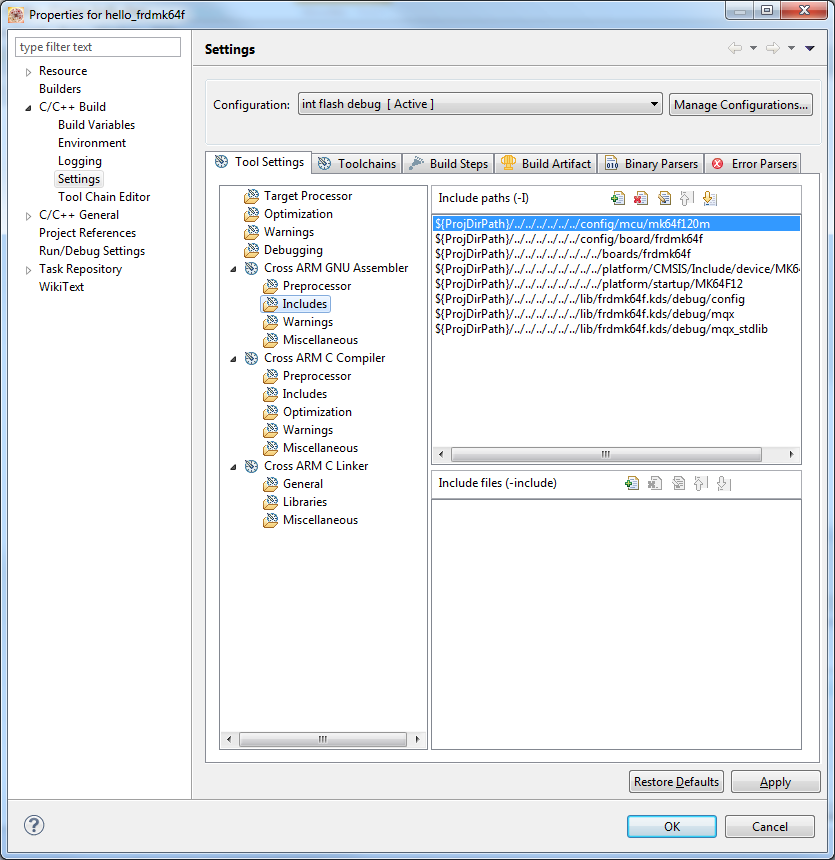 Properties for hello_frdmk64f
type filter text
Resource
Builders
C/C++ Build
Build Variables
Environment
Logging
Settings
Tool Chain Editor
C/C++ General
Project References
Run/Debug Settings
Task Repository
WikiText
Settings
Configuration: int flash debug [ Active ] Manage Configurations...
Tool Settings Toolchains Build Steps Build Artifact Binary Parsers Error Parsers
Target Processor
Optimization
Warnings
Debugging
Cross ARM GNU Assembler
Preprocessor
Includes
Warnings
Miscellaneous
Cross ARM C Compiler
Preprocessor
Includes
Optimization
Warnings
Miscellaneous
Cross ARM C Linker
General
Libraries
Miscellaneous
Include paths (-I)
${ProjDirPath}/../../../../../../config/mcu/mk64f120m
${ProjDirPath}/../../../../../../config/board/frdmk64f
${ProjDirPath}/../../../../../../../../boards/frdmk64f
${ProjDirPath}/../../../../../../../../platform/CMSIS/Include/device/MK64
${ProjDirPath}/../../../../../../../../platform/startup/MK64F12
${ProjDirPath}/../../../../../../lib/frdmk64f.kds/debug/config
${ProjDirPath}/../../../../../../lib/frdmk64f.kds/debug/mqx
${ProjDirPath}/../../../../../../lib/frdmk64f.kds/debug/mqx_stdlib
Include files (-include)
Restore Defaults Apply
OK Cancel